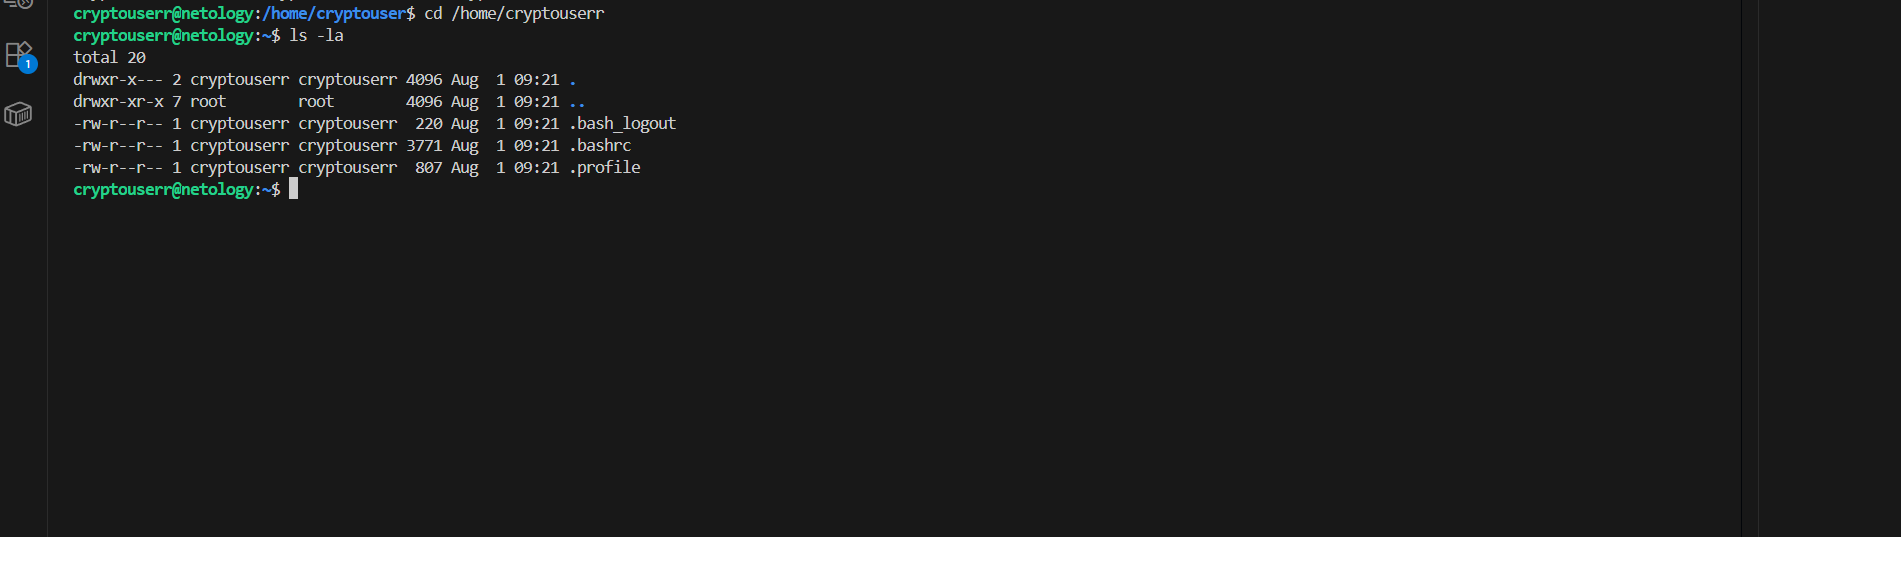 cryptouserr@netology:/home/cryptouser$ cd /home/cryptouserr
cryptouserr@netology:~$ ls -la
total 20
drwxr-x--- 2 cryptouserr cryptouserr 4096 Aug  1 09:21 .
drwxr-xr-x 7 root        root        4096 Aug  1 09:21 ..
-rw-r--r-- 1 cryptouserr cryptouserr  220 Aug  1 09:21 .bash_logout
-rw-r--r-- 1 cryptouserr cryptouserr 3771 Aug  1 09:21 .bashrc
-rw-r--r-- 1 cryptouserr cryptouserr  807 Aug  1 09:21 .profile
cryptouserr@netology:~$
1